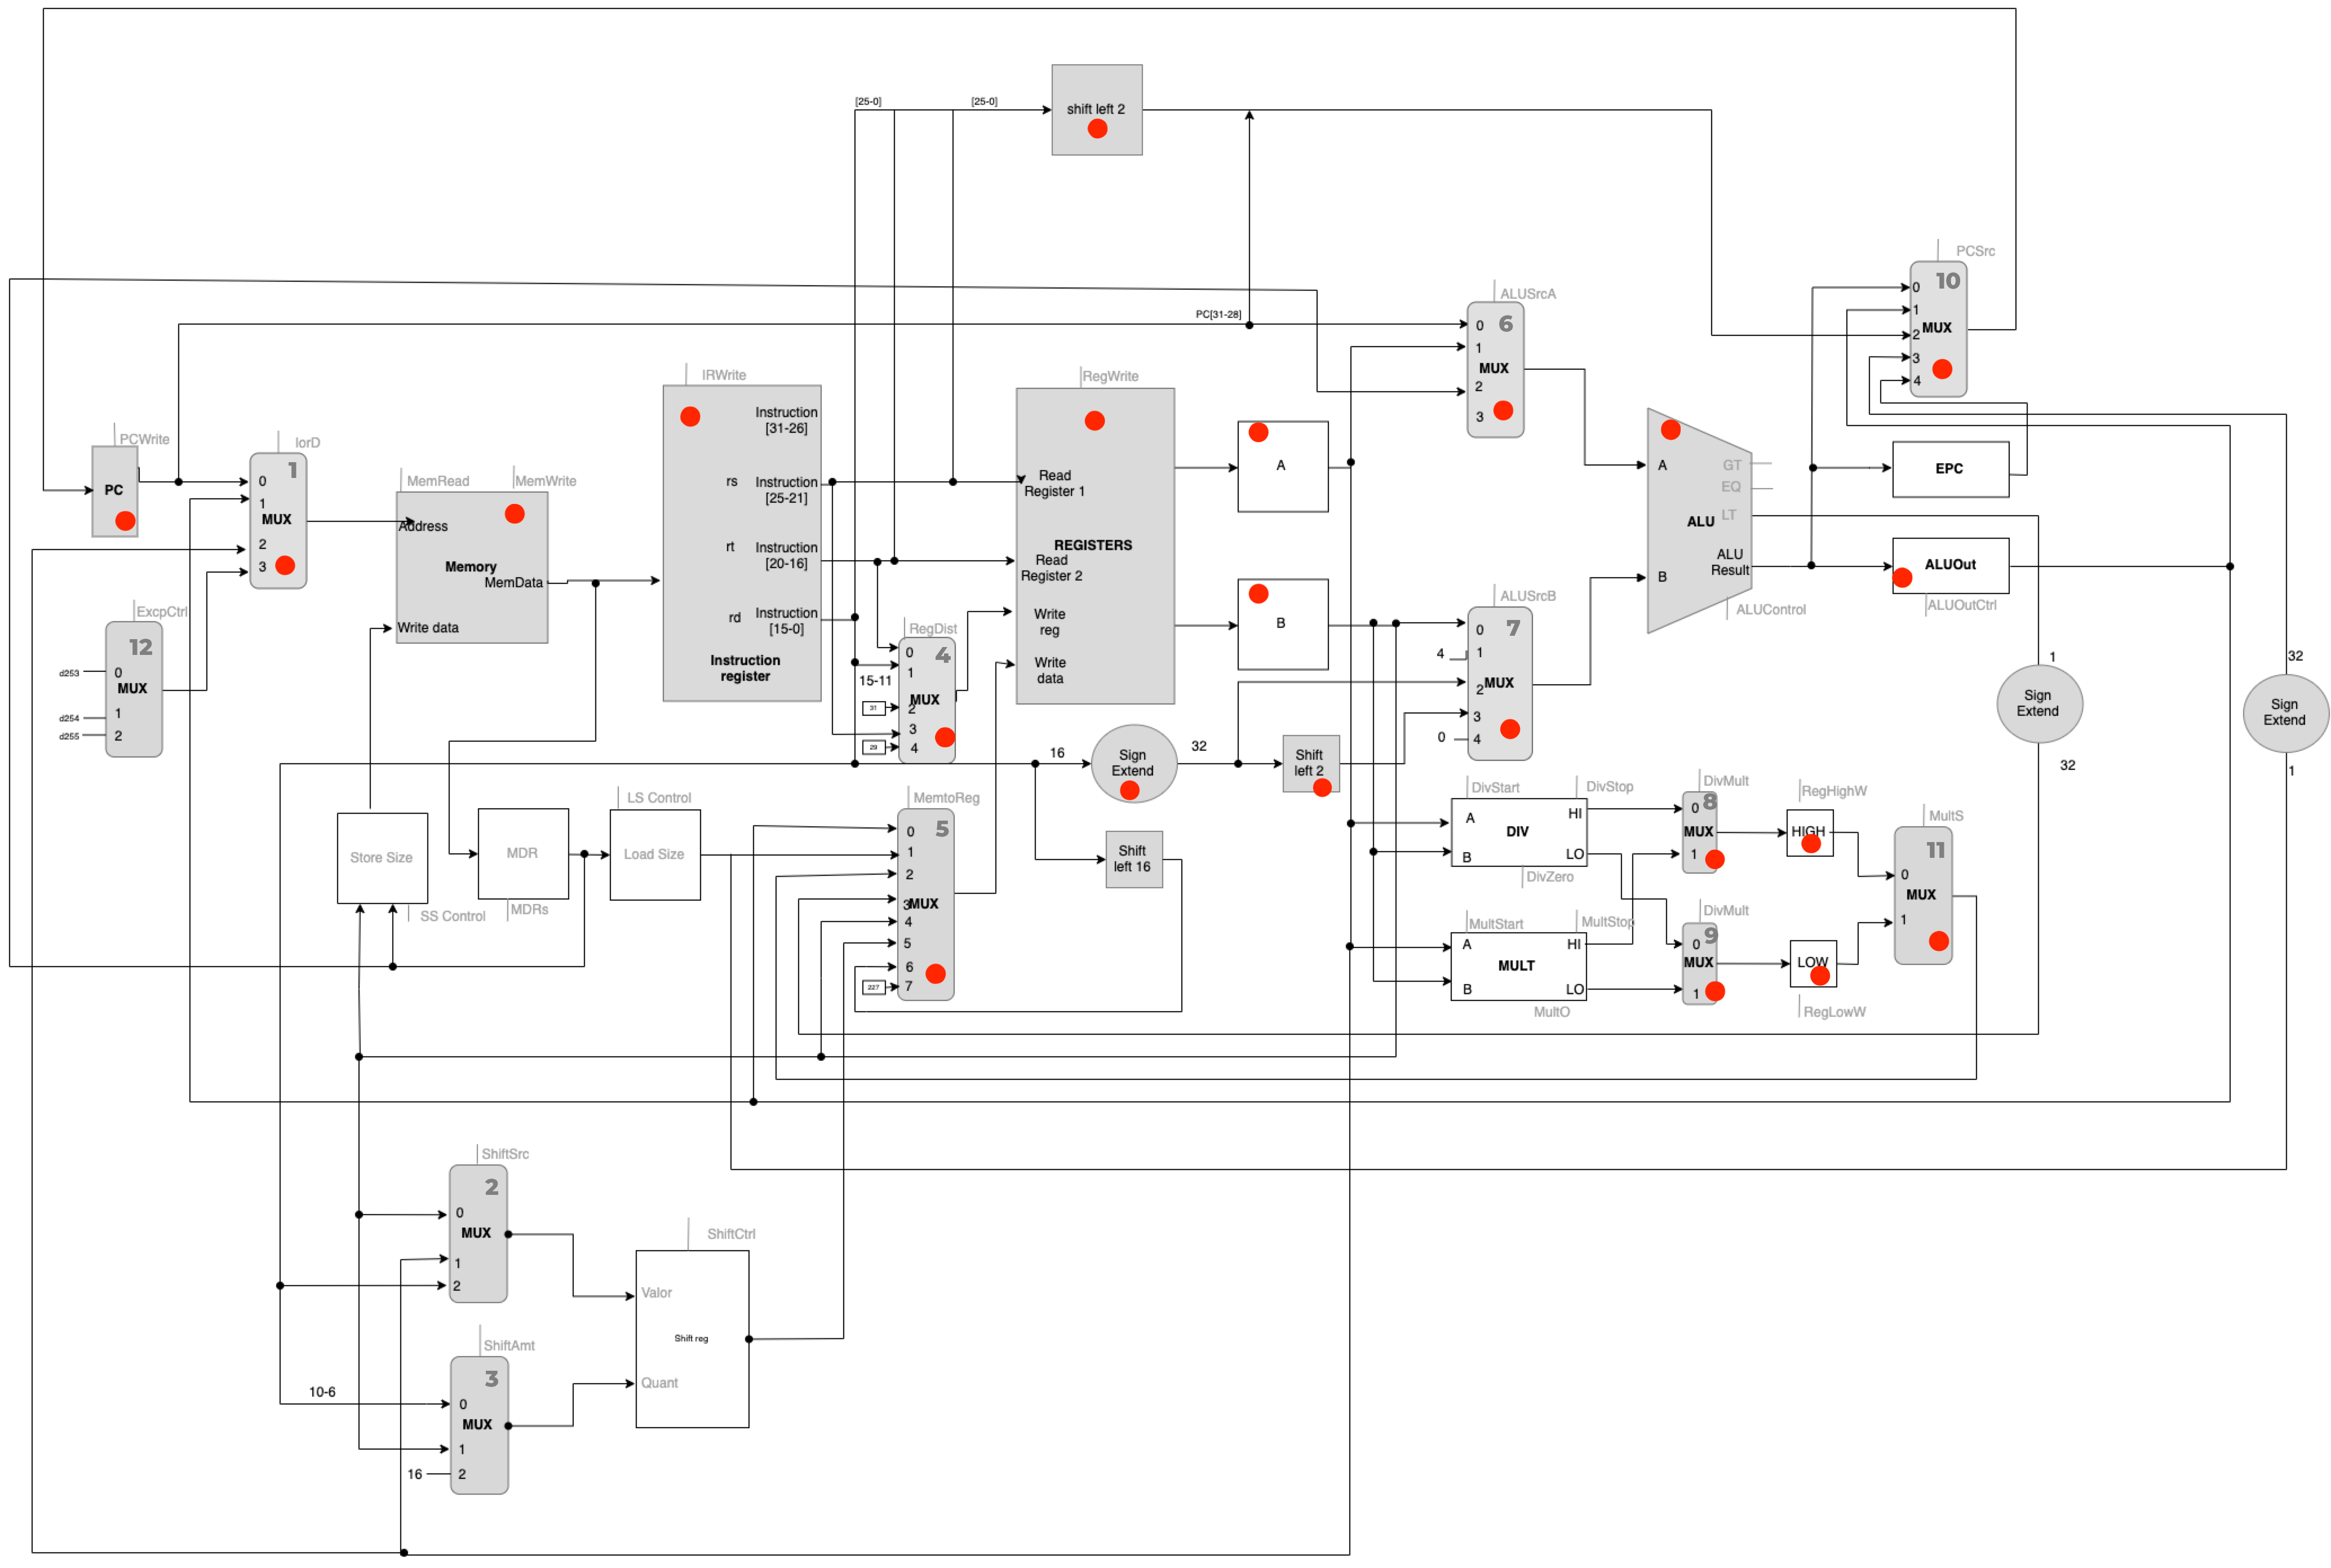 [25-0]
[25-0]
shift left 2
PCSrc
10
0
1
2
MUX
3
4
ALUSrcA
PC[31-28]
0
6
1
MUX
2
3
IRWrite
Instruction
[31-26]
rs
Instruction
[25-21]
rt
Instruction
[20-16]
rd
Instruction
[15-0]
Instruction
register
RegWrite
Read
Register 1
REGISTERS
Read
Register 2
Write
reg
Write
data
A
B
PCWrite
PC
IorD
1
0
1
MUX
2
3
MemRead
MemWrite
Address
Memory
MemData
Write data
ExcpCtrl
12
d253
0
MUX
d254
1
d255
2
RegDist
0
4
1
15-11
MUX
31
2
3
29
4
ALUSrcB
0
7
4
1
2
MUX
3
0
4
A
GT
EQ
ALU
LT
ALU
Result
B
ALUControl
EPC
ALUOut
ALUOutCtrl
1
Sign
Extend
32
32
Sign
Extend
1
16
Sign
Extend
32
Shift
left 2
Shift
left 16
Store Size
SS Control
MDR
MDRs
LS Control
Load Size
MemtoReg
0
5
1
2
3
MUX
4
5
6
227
7
DivStart
DivStop
A
HI
DIV
B
LO
DivZero
MultStart
MultStop
A
HI
MULT
B
LO
MultO
DivMult
8
0
MUX
1
DivMult
9
0
MUX
1
RegHighW
HIGH
LOW
RegLowW
MultS
11
0
MUX
1
ShiftSrc
2
0
MUX
1
2
ShiftAmt
3
10-6
0
MUX
1
16
2
ShiftCtrl
Valor
Shift reg
Quant